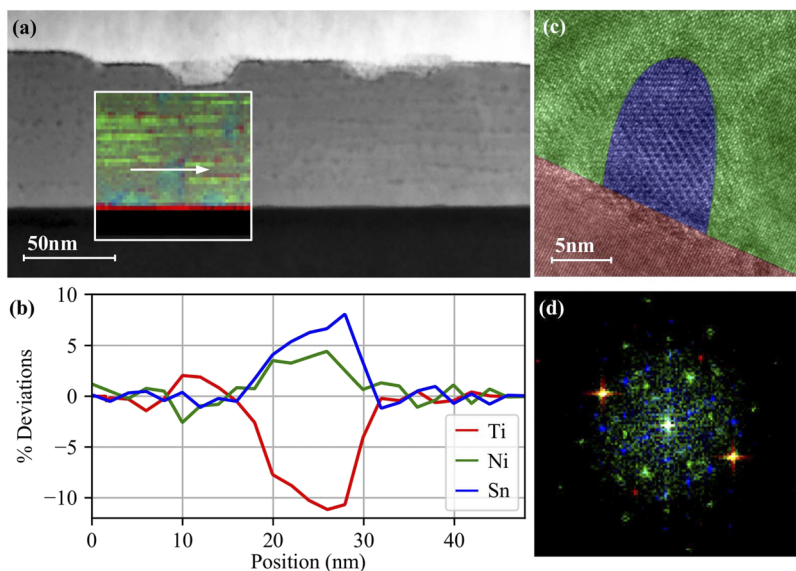 (a)
50nm
(c)
5nm
(b)
% Deviations
10
5
0
−5
−10
Ti
Ni
Sn
0
10
20
30
40
Position (nm)
(d)